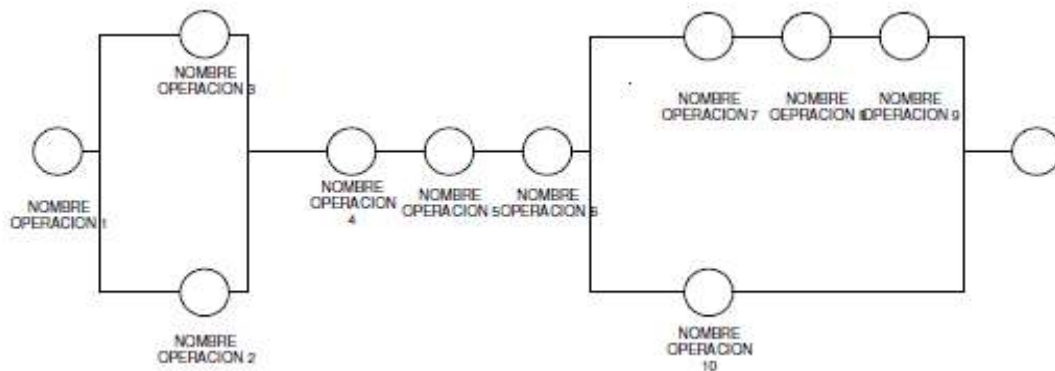 NOMBRE
OPERACION 3
NOMBRE
OPERACION 7
NOMBRE
OEPRACION 8
NOMBRE
OPERACION 9
NOMBRE
OPERACION 1
NOMBRE
OPERACION
4
NOMBRE
OPERACION 5
NOMBRE
OPERACION 6
NOMBRE
OPERACION 2
NOMBRE
OPERACION
10